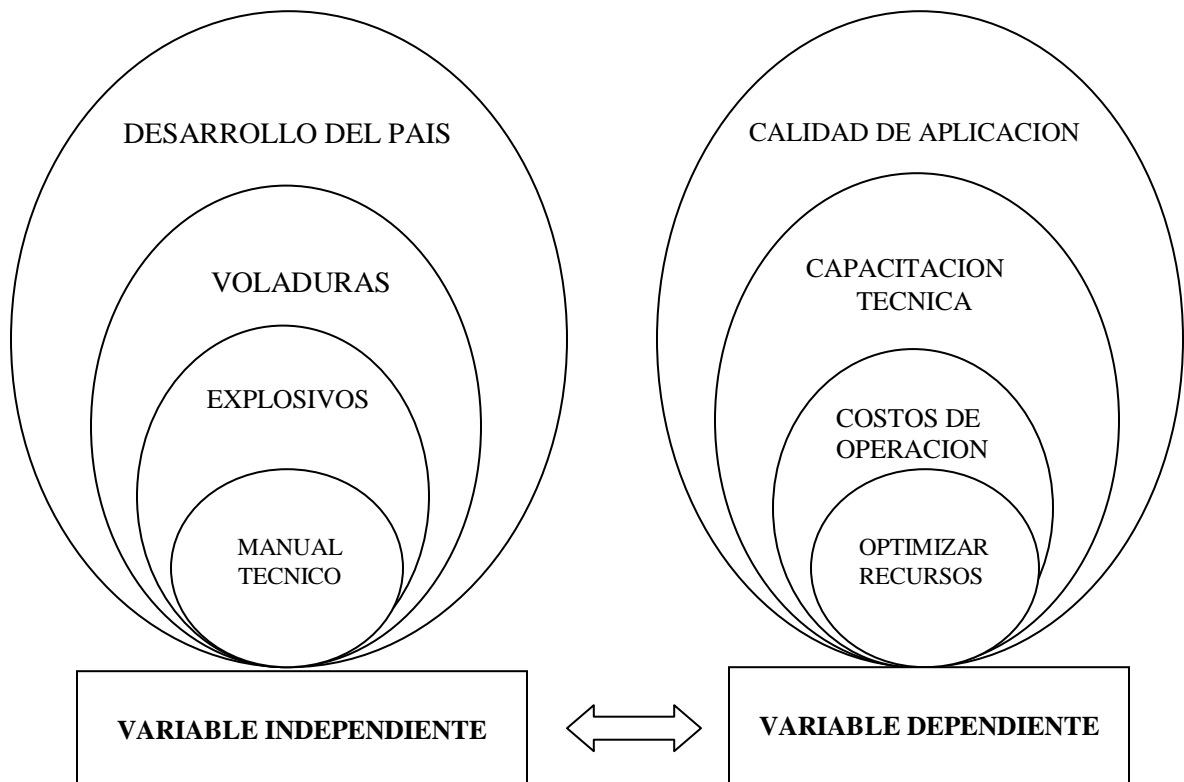 DESARROLLO DEL PAIS
VOLADURAS
EXPLOSIVOS
MANUAL
TECNICO
VARIABLE INDEPENDIENTE
CALIDAD DE APLICACION
CAPACITACION
TECNICA
COSTOS DE
OPERACION
OPTIMIZAR
RECURSOS
VARIABLE DEPENDIENTE